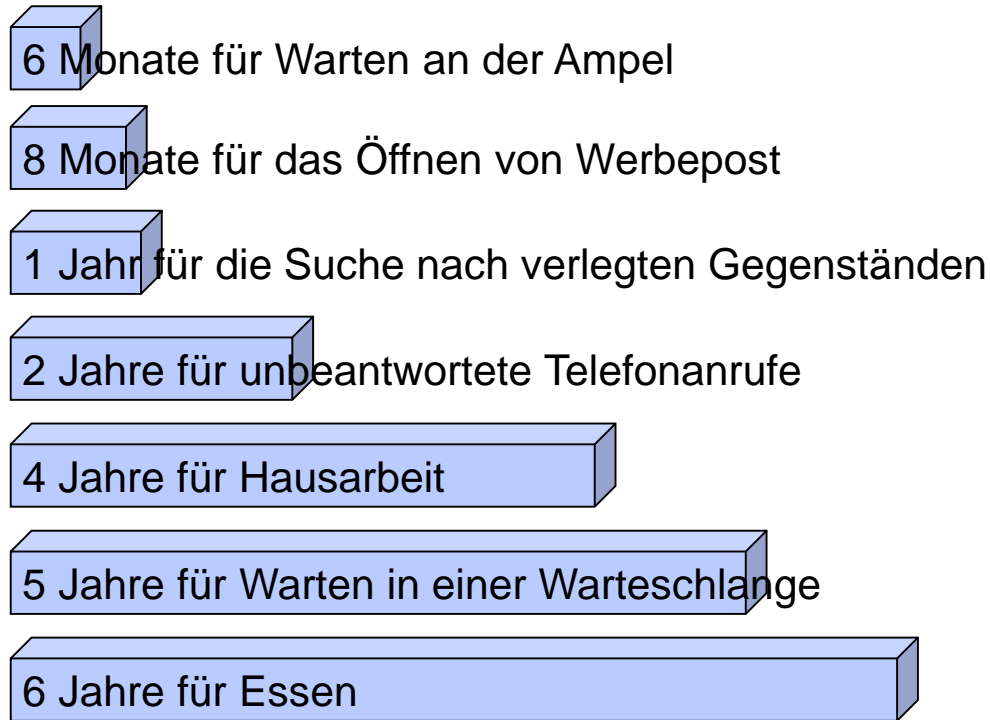 6 Monate für Warten an der Ampel
8 Monate für das Öffnen von Werbepost
1 Jahr für die Suche nach verlegten Gegenständen
2 Jahre für unbeantwortete Telefonanrufe
4 Jahre für Hausarbeit
5 Jahre für Warten in einer Warteschlange
6 Jahre für Essen